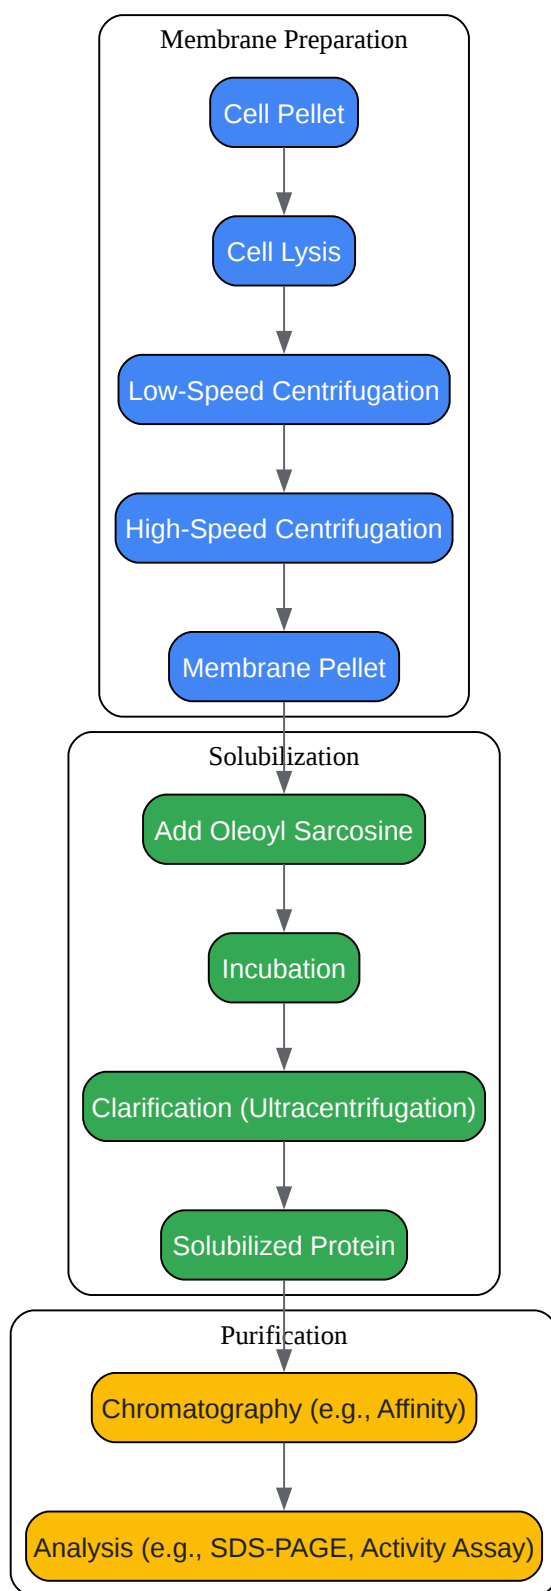 Membrane Preparation
Cell Pellet
Cell Lysis
Low-Speed Centrifugation
High-Speed Centrifugation
Membrane Pellet
Solubilization
Add Oleoyl Sarcosine
Incubation
Clarification (Ultracentrifugation)
Solubilized Protein
Purification
Chromatography (e.g., Affinity)
Analysis (e.g., SDS-PAGE, Activity Assay)